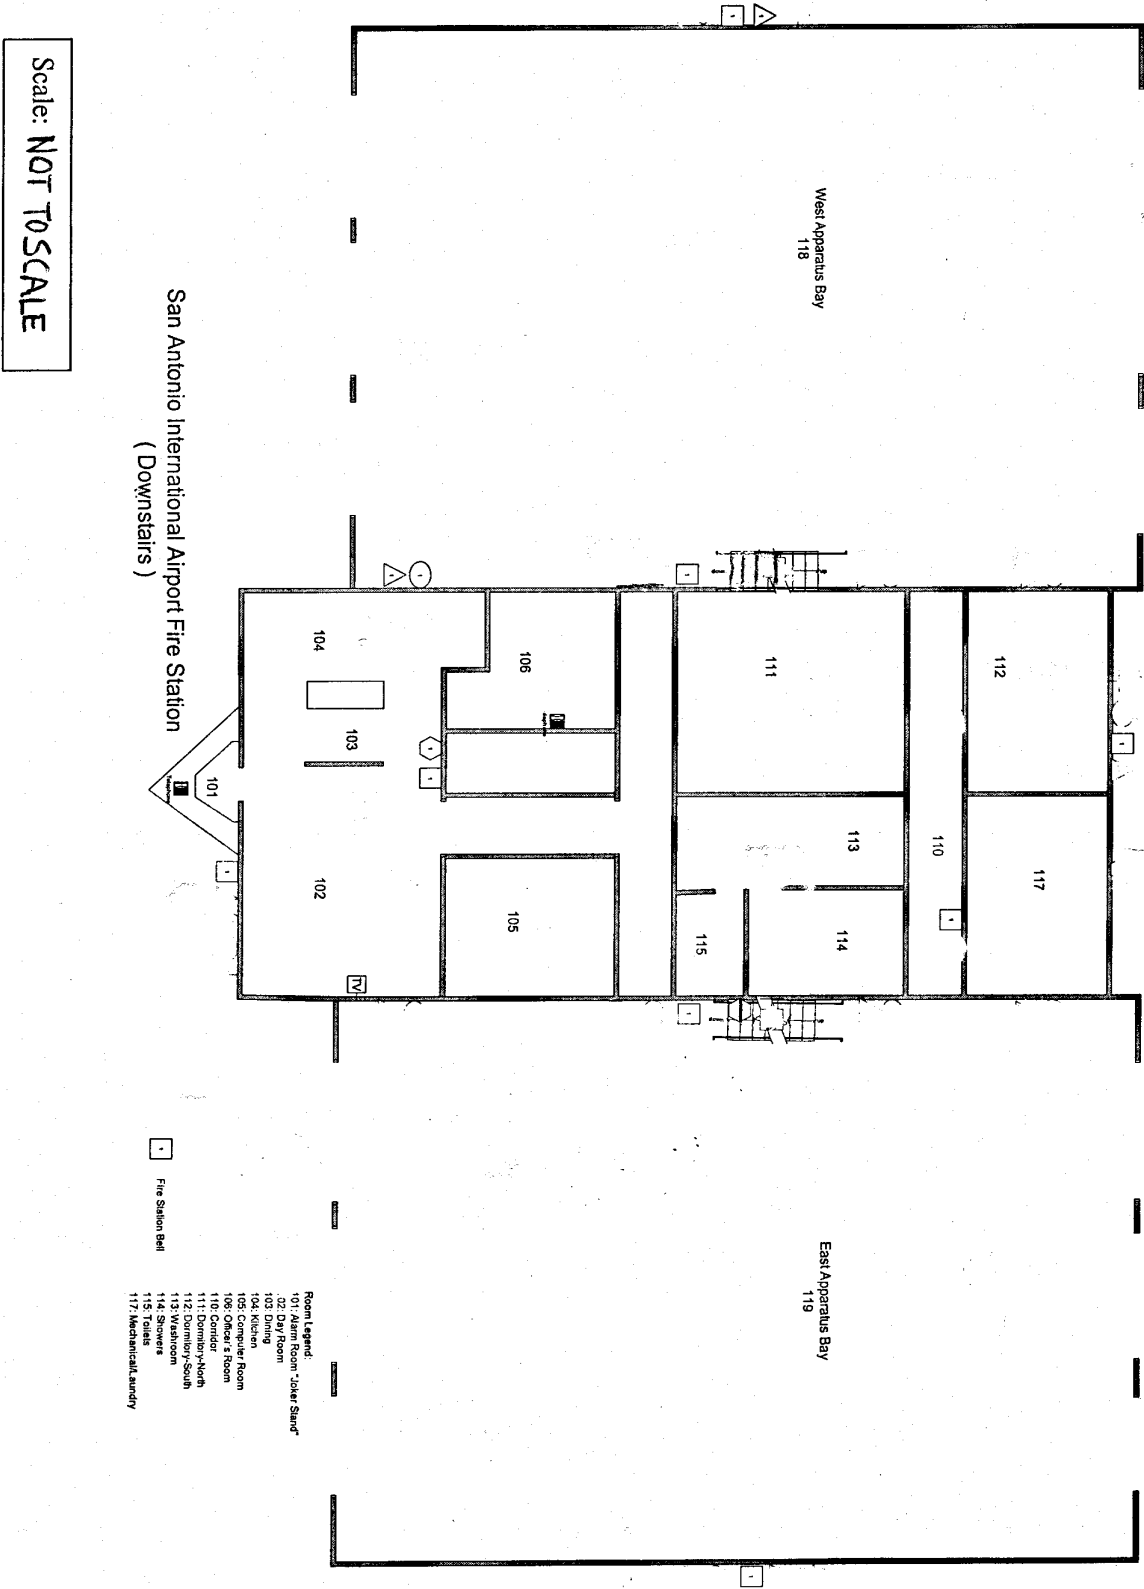 West Apparatus Bay
118
104
103
101
102
106
105
111
113
115
114
110
112
117
TV
East Apparatus Bay
119
San Antonio International Airport Fire Station
( Downstairs )
Fire Station Bell
Room Legend:
101: Alarm Room "Joker Stand"
02: Day Room
103: Dining
104: Kitchen
105: Computer Room
106: Officer's Room
110: Corridor
111: Dormitory-North
112: Dormitory-South
113: Washroom
114: Showers
115: Toilets
117: Mechanical/Laundry
Scale: NOT TO SCALE